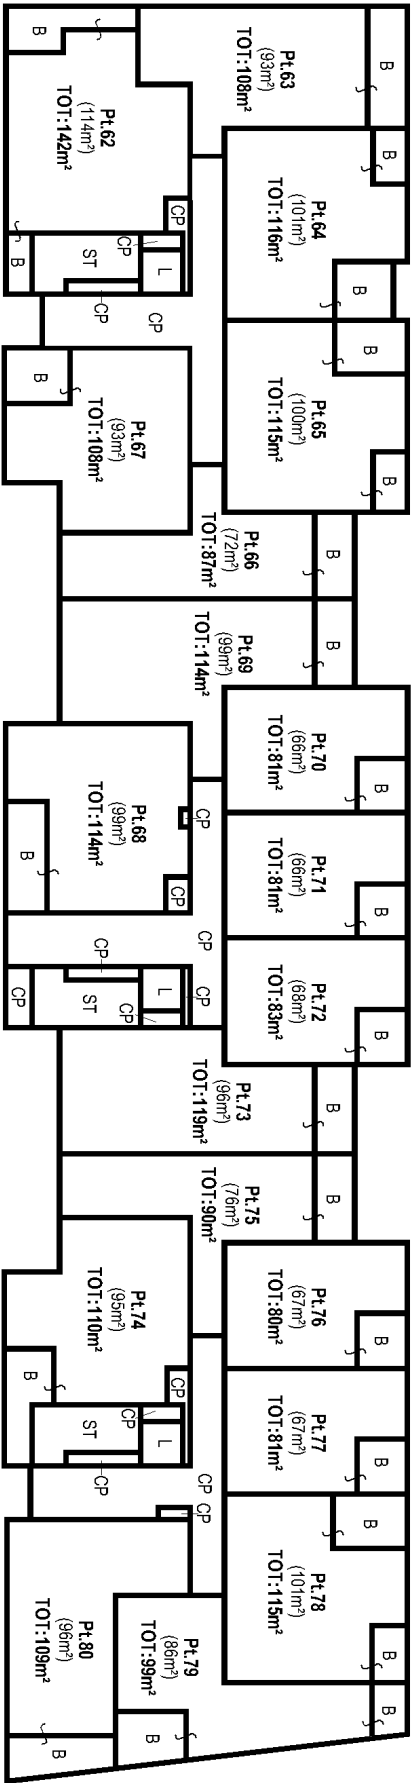 B
Pt.63
(93m²)
TOT:108m²
B
Pt.62
(114m²)
TOT:142m²
B
Pt.64
(101m²)
TOT:116m²
CP
CP
L
ST
B
CP
CP
B
B
Pt.65
(100m²)
TOT:115m²
B
Pt.67
(93m²)
TOT:108m²
B
Pt.66
(72m²)
TOT:87m²
B
B
Pt.69
(99m²)
TOT:114m²
Pt.70
(66m²)
TOT:81m²
B
Pt.68
(99m²)
TOT:114m²
B
CP
CP
Pt.71
(66m²)
TOT:81m²
B
CP
CP
Pt.72
(68m²)
TOT:83m²
B
L
CP
ST
CP
CP
B
Pt.73
(96m²)
TOT:119m²
B
Pt.75
(76m²)
TOT:90m²
Pt.76
(67m²)
TOT:80m²
B
Pt.74
(95m²)
TOT:110m²
B
CP
Pt.77
(67m²)
TOT:81m²
B
CP
L
ST
CP
CP
CP
B
Pt.78
(101m²)
TOT:115m²
B
B
Pt.79
(86m²)
TOT:99m²
B
Pt.80
(96m²)
TOT:109m²
B